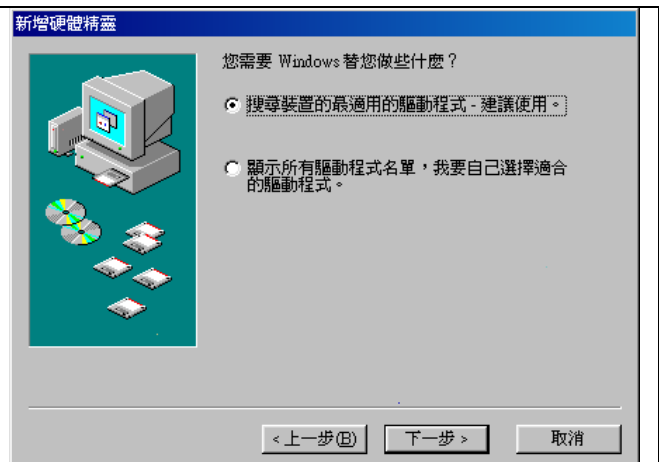 新增硬體精靈
您需要 Windows 替您做些什麼？
搜尋裝置的最適用的驅動程式 - 建議使用。
顯示所有驅動程式名單，我要自己選擇適合
的驅動程式。
< 上一步(B)
下一步 >
取消